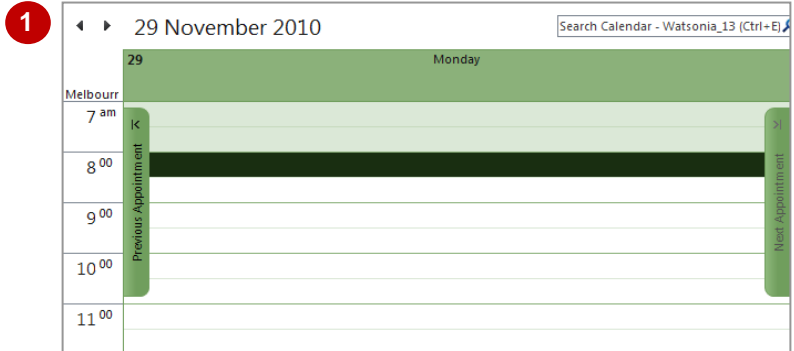 1
29 November 2010
Search Calendar - Watsonia_13 (Ctrl+E)
29 Monday
Melbourr
7 am
Previous Appointment
Next Appointment
8 00
9 00
10 00
11 00